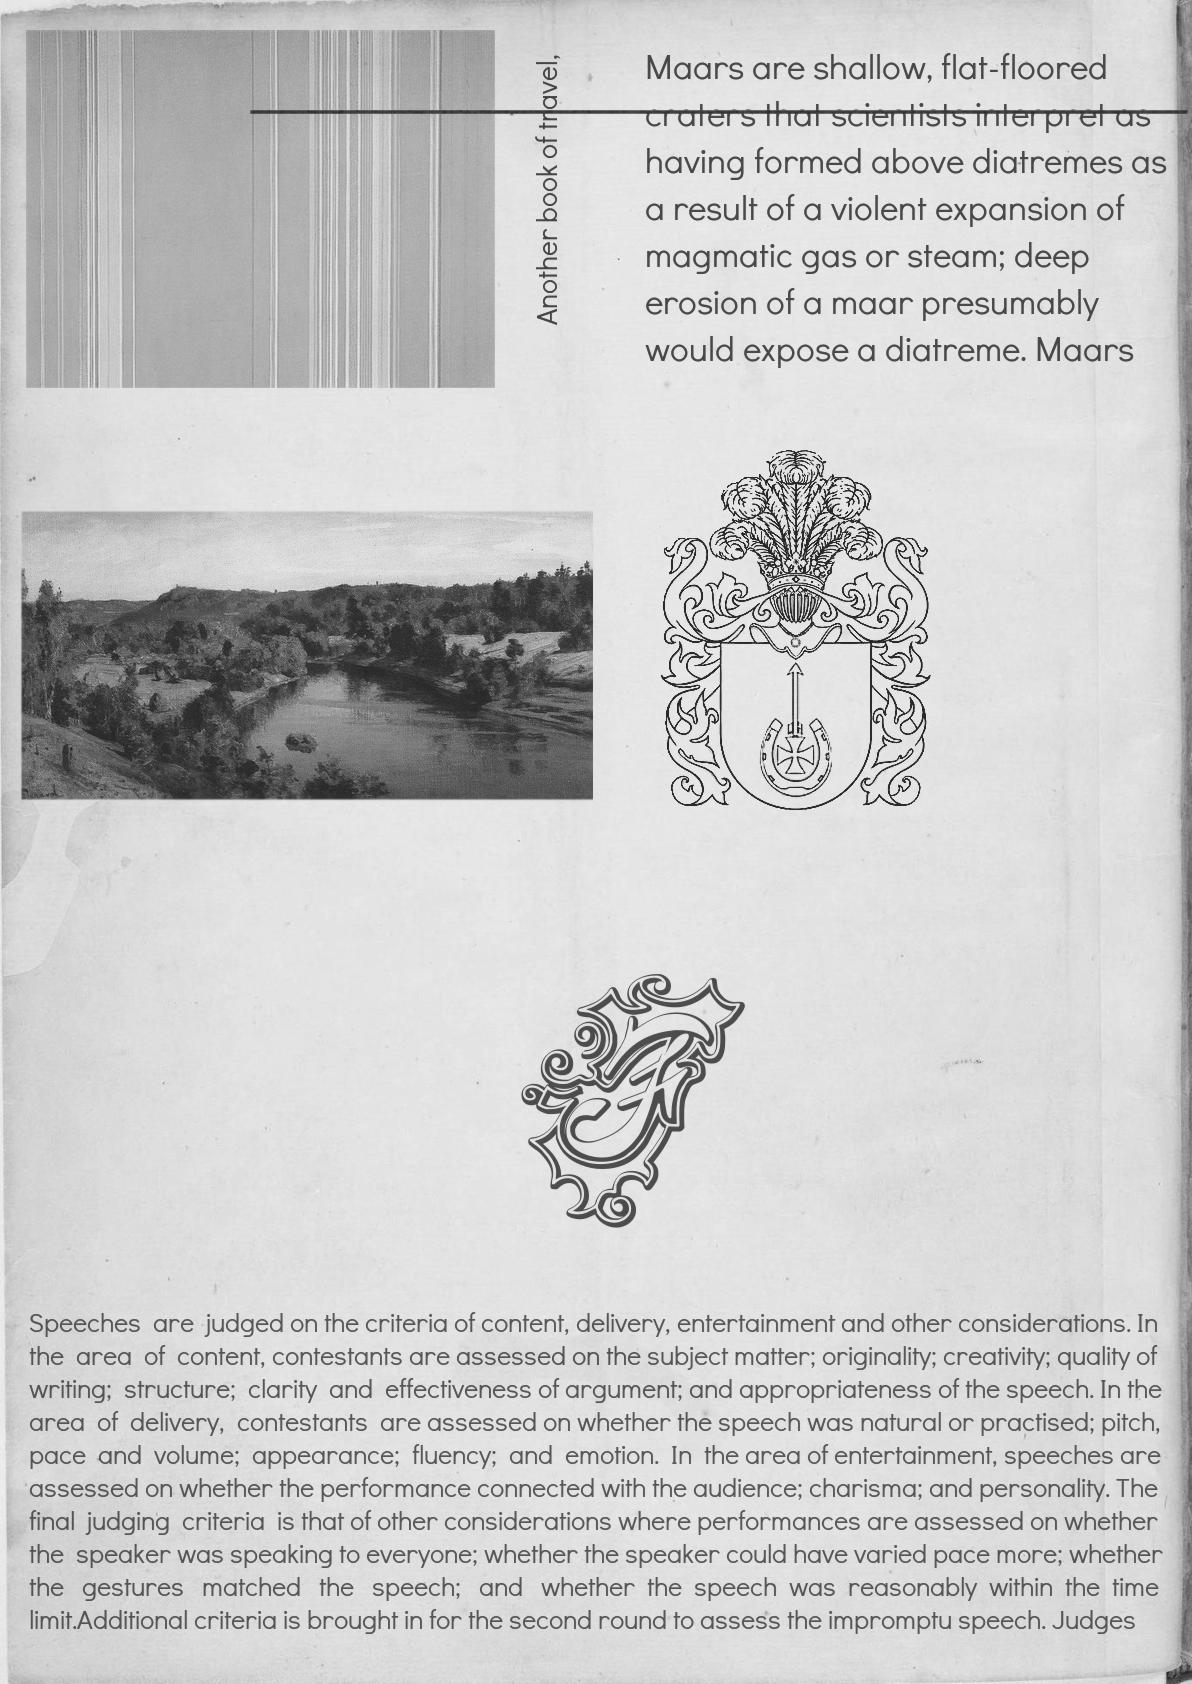 Another book of travel,
Maars are shallow, flat-floored
craters that scientists interpret as
having formed above diatremes as
a result of a violent expansion of
magmatic gas or steam; deep
erosion of a maar presumably
would expose a diatreme. Maars
Speeches are judged on the criteria of content, delivery, entertainment and other considerations. In
the area of content, contestants are assessed on the subject matter; originality; creativity; quality of
writing; structure; clarity and effectiveness of argument; and appropriateness of the speech. In the
area of delivery, contestants are assessed on whether the speech was natural or practised; pitch,
pace and volume; appearance; fluency; and emotion. In the area of entertainment, speeches are
assessed on whether the performance connected with the audience; charisma; and personality. The
final judging criteria is that of other considerations where performances are assessed on whether
the speaker was speaking to everyone; whether the speaker could have varied pace more; whether
the gestures matched the speech; and whether the speech was reasonably within the time
limit.Additional criteria is brought in for the second round to assess the impromptu speech. Judges